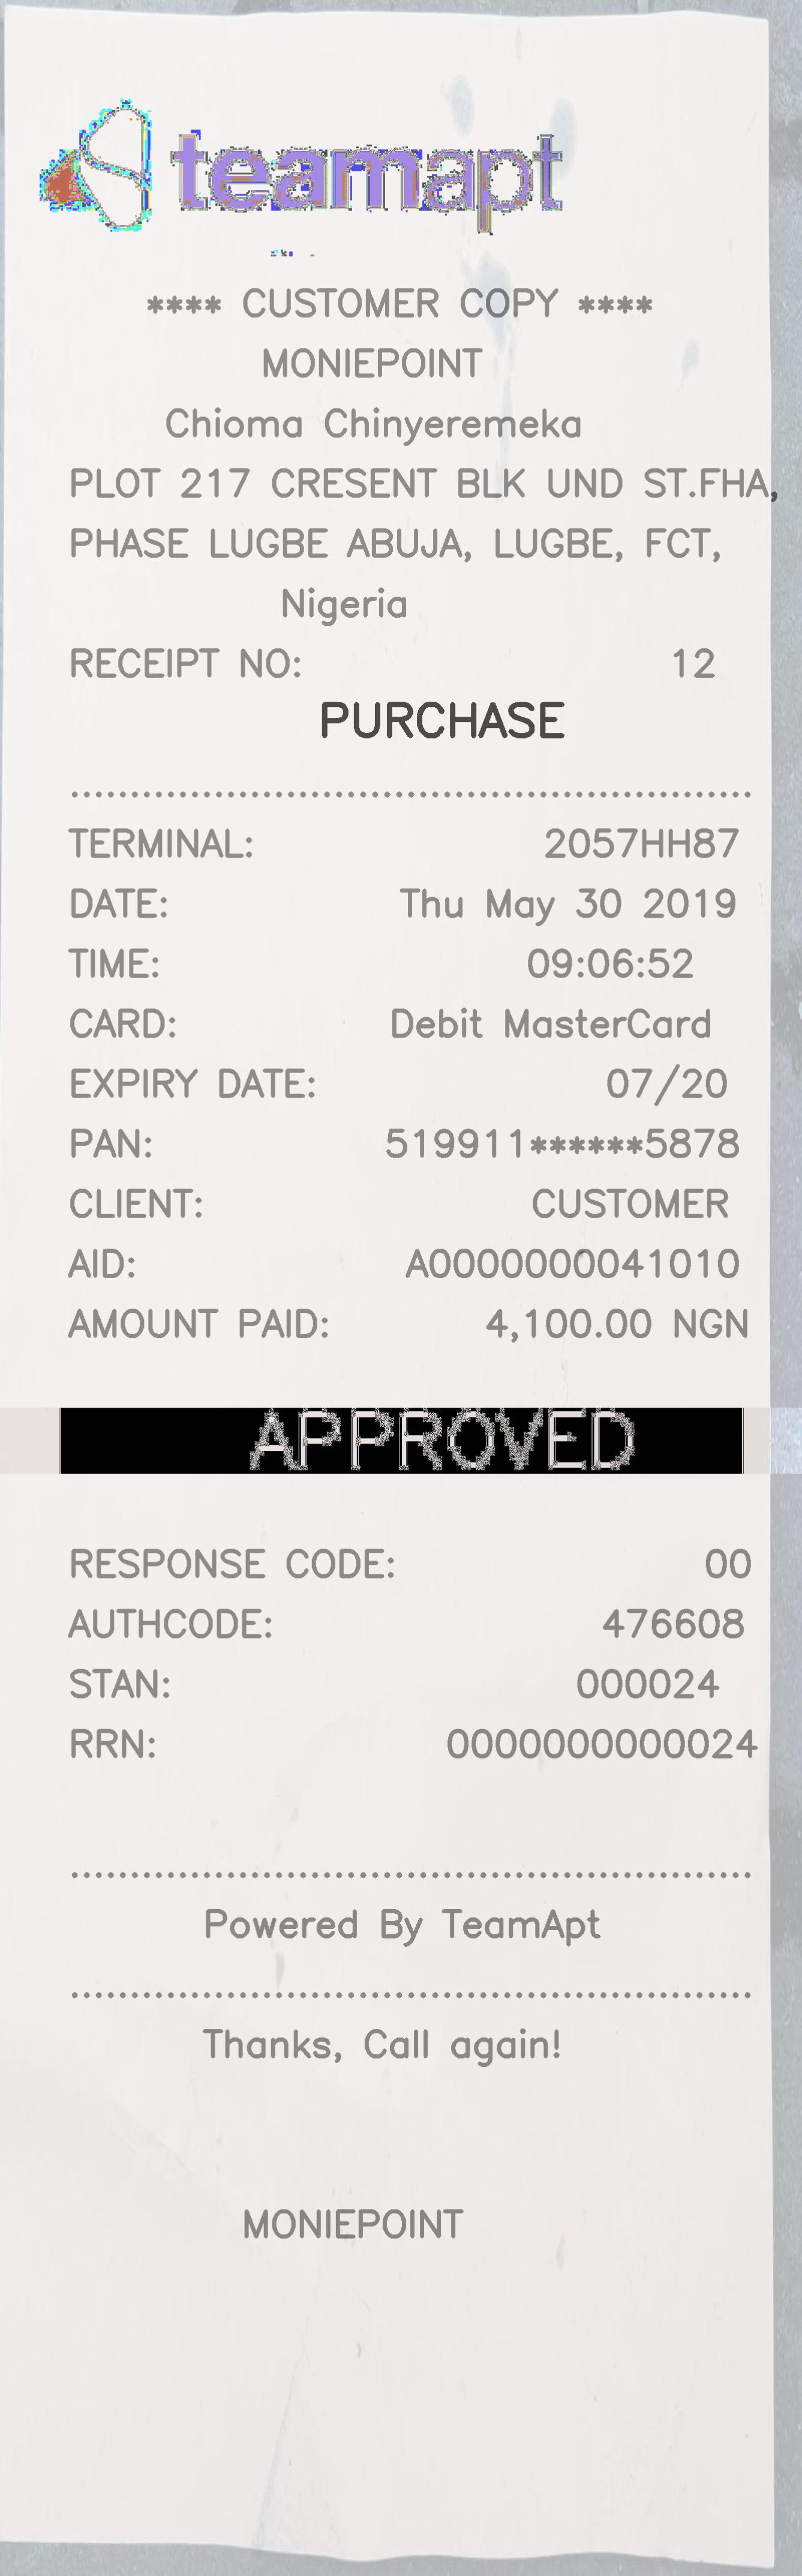 teamapt
**** CUSTOMER COPY ****
MONIEPOINT
Chioma Chinyeremeka
PLOT 217 CRESENT BLK UND ST.FHA,
PHASE LUGBE ABUJA, LUGBE, FCT,
Nigeria
RECEIPT NO: 12
PURCHASE
TERMINAL: 2057HH87
DATE: Thu May 30 2019
TIME: 09:06:52
CARD: Debit MasterCard
EXPIRY DATE: 07/20
PAN: 519911******5878
CLIENT: CUSTOMER
AID: A0000000041010
AMOUNT PAID: 4,100.00 NGN
APPROVED
RESPONSE CODE: 00
AUTHCODE: 476608
STAN: 000024
RRN: 0000000000024
Powered By TeamApt
Thanks, Call again!
MONIEPOINT